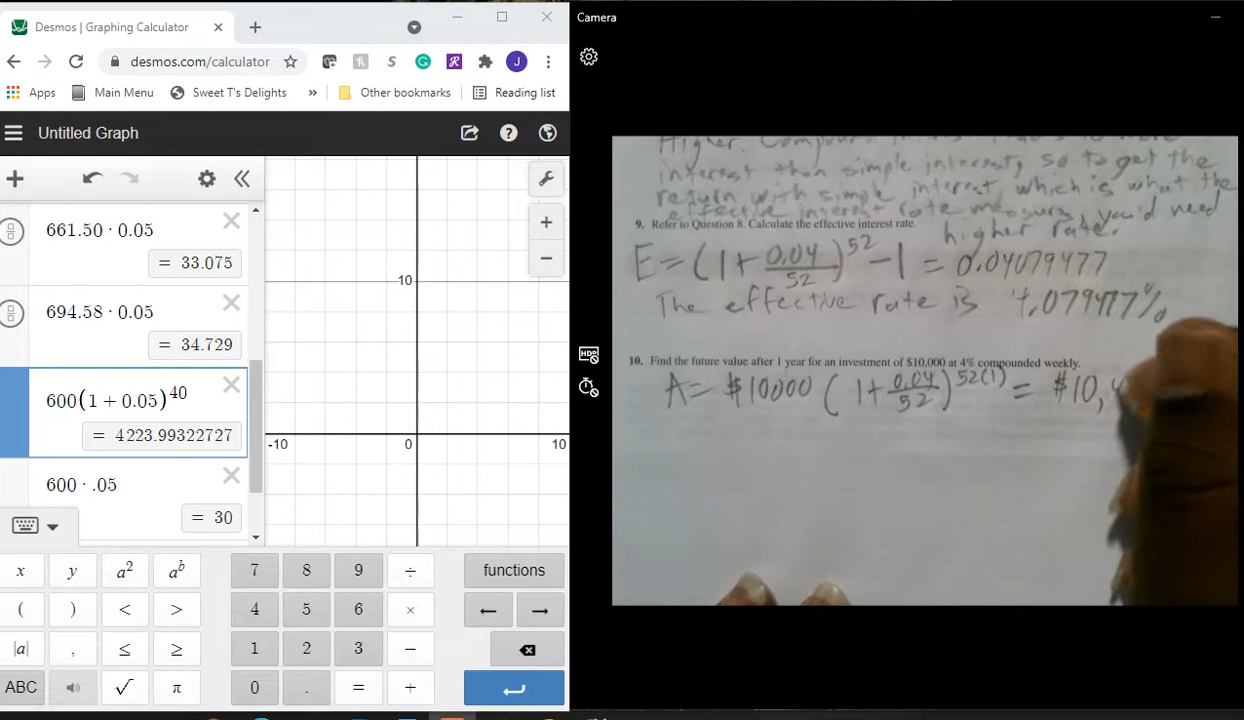 Desmos | Graphing Calculator
desmos.com/calculator
J
Apps
Main Menu
Sweet T's Delights
»
Other bookmarks
Reading list
Untitled Graph
661.50 · 0.05
= 33.075
694.58 · 0.05
= 34.729
600(1 + 0.05)^40
= 4223.99322727
600 · .05
= 30
10
-10
0
10
x y a² aᵇ 7 8 9 ÷ functions
( ) < > 4 5 6 × ← →
|a| , ≤ ≥ 1 2 3 −
ABC √ π 0 . = + 
Camera
HDR
Higher. Compound
interest than simple interest, so to get the
return with simple interest, which is what the
effective interest rate measures, you'd need
higher rate.
9. Refer to Question 8. Calculate the effective interest rate.
E = (1 + 0.04/52)^52 − 1 = 0.04079477
The effective rate is 4.079477%
10. Find the future value after 1 year for an investment of $10,000 at 4% compounded weekly.
A = $10000 (1 + 0.04/52)^52(1) = $10,4